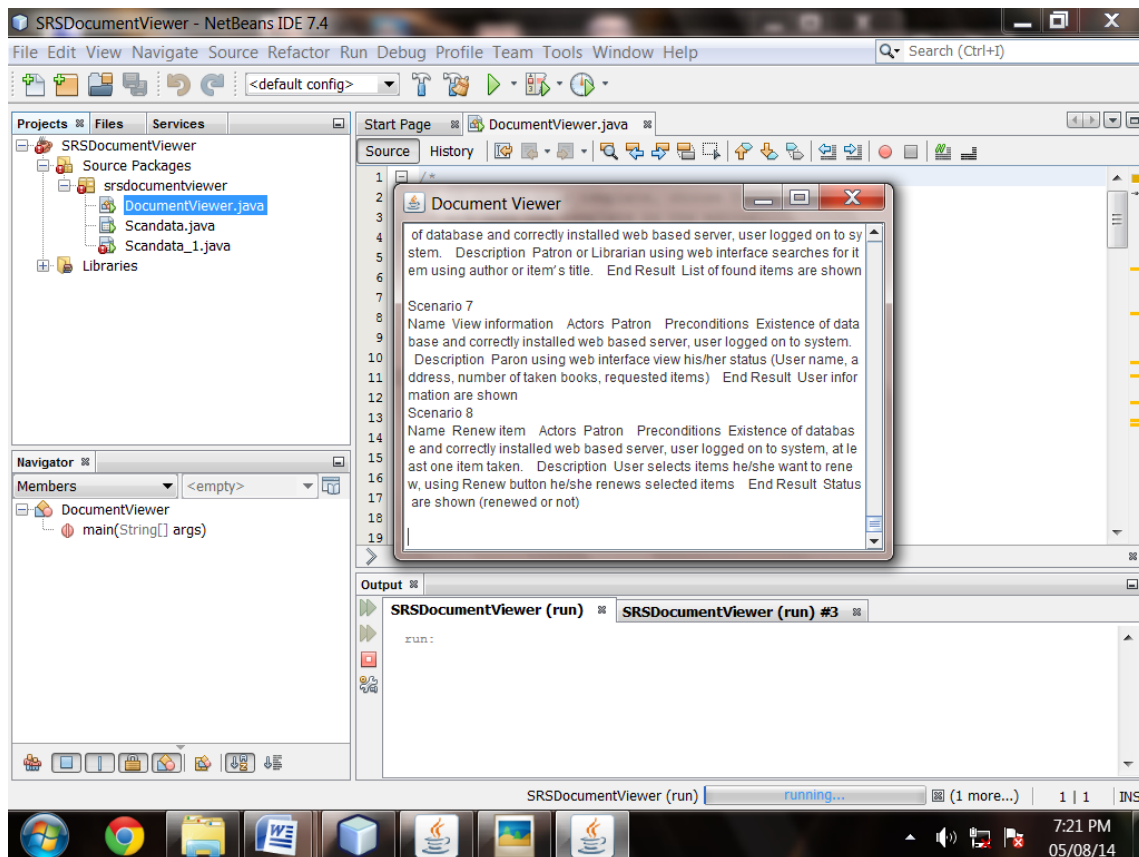 SRSDocumentViewer - NetBeans IDE 7.4
File Edit View Navigate Source Refactor Run Debug Profile Team Tools Window Help
Search (Ctrl+I)
<default config>
Projects Files Services
Start Page DocumentViewer.java
SRSDocumentViewer
Source Packages
srsdocumentviewer
DocumentViewer.java
Scandata.java
Scandata_1.java
Libraries
Source History
1 /*
2
3
4
5
6
7
8
9
10
11
12
13
14
15
16
17
18
19
Document Viewer
of database and correctly installed web based server, user logged on to sy
stem. Description Patron or Librarian using web interface searches for it
em using author or item's title. End Result List of found items are shown
Scenario 7
Name View information Actors Patron Preconditions Existence of data
base and correctly installed web based server, user logged on to system.
Description Paron using web interface view his/her status (User name, a
ddress, number of taken books, requested items) End Result User infor
mation are shown
Scenario 8
Name Renew item Actors Patron Preconditions Existence of databas
e and correctly installed web based server, user logged on to system, at le
ast one item taken. Description User selects items he/she want to rene
w, using Renew button he/she renews selected items End Result Status
are shown (renewed or not)
Navigator
Members <empty>
DocumentViewer
main(String[] args)
Output
SRSDocumentViewer (run) SRSDocumentViewer (run) #3
run:
SRSDocumentViewer (run) running... (1 more...) 1 | 1 INS
7:21 PM
05/08/14